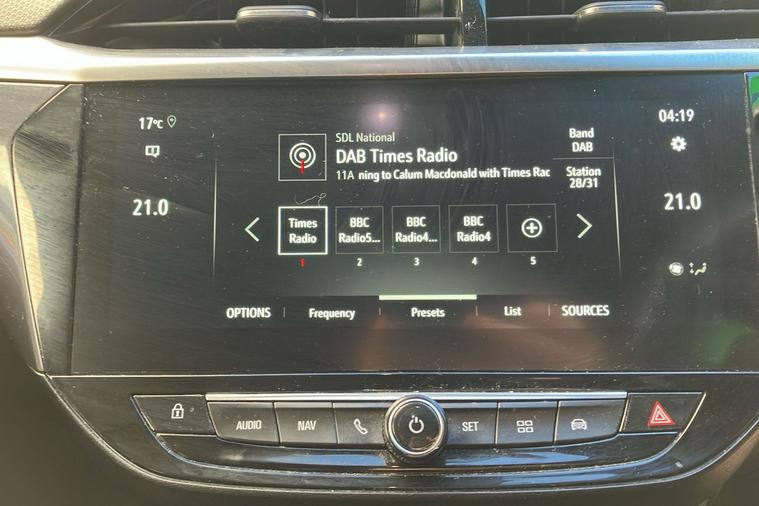 17°C
04:19
SDL National
DAB Times Radio
11A ning to Calum Macdonald with Times Rac
Band
DAB
Station
28/31
21.0
21.0
Times
Radio
BBC
Radio5...
BBC
Radio4...
BBC
Radio4
1
2
3
4
5
OPTIONS
Frequency
Presets
List
SOURCES
AUDIO
NAV
SET